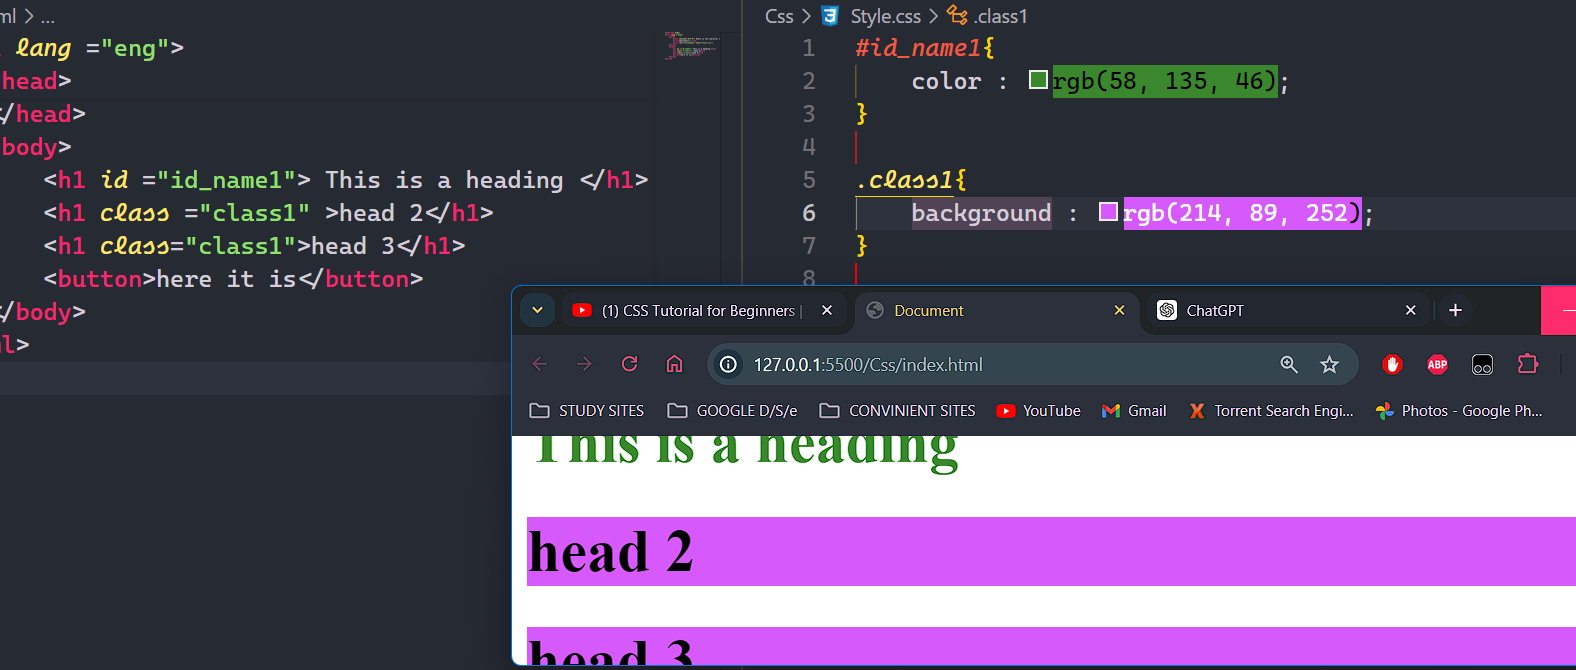 ml > ...
lang ="eng">
head>
</head>
body>
<h1 id ="id_name1"> This is a heading </h1>
<h1 class ="class1" >head 2</h1>
<h1 class="class1">head 3</h1>
<button>here it is</button>
</body>
l>
Css > Style.css > .class1
1 #id_name1{
2 color : rgb(58, 135, 46);
3 }
4
5 .class1{
6 background : rgb(214, 89, 252);
7 }
8
(1) CSS Tutorial for Beginners |
Document
ChatGPT
127.0.0.1:5500/Css/index.html
ABP
STUDY SITES
GOOGLE D/S/e
CONVINIENT SITES
YouTube
Gmail
Torrent Search Engi...
Photos - Google Ph...
This is a heading
head 2
head 3